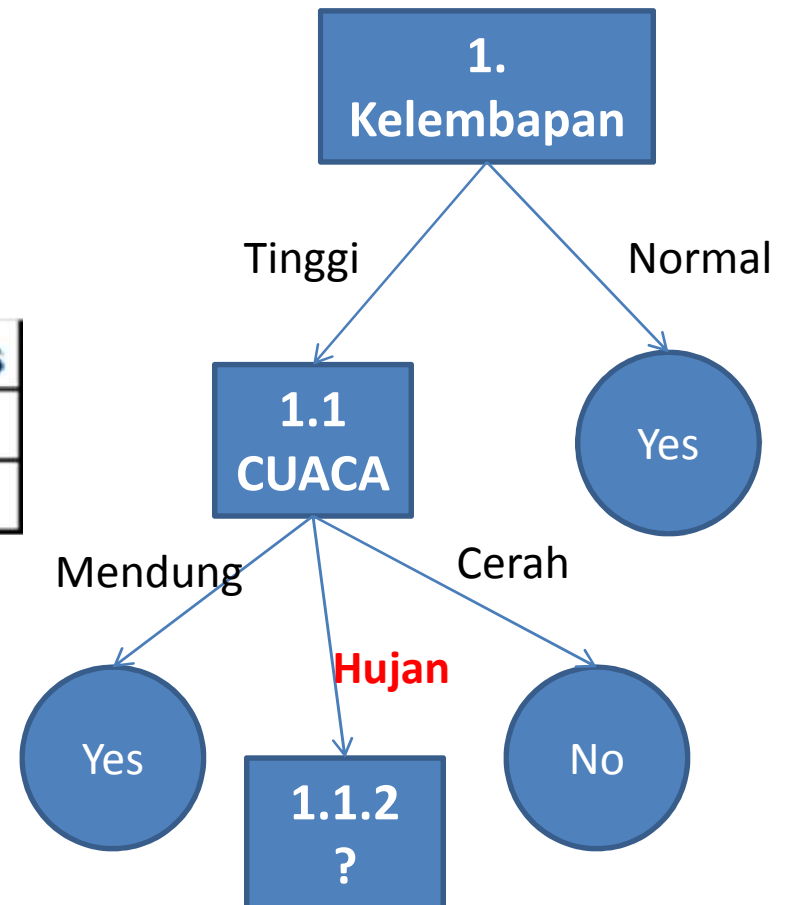 1.
Kelembapan
Tinggi
Normal
1.1
CUACA
Yes
Mendung
Cerah
Hujan
Yes
1.1.2
?
No